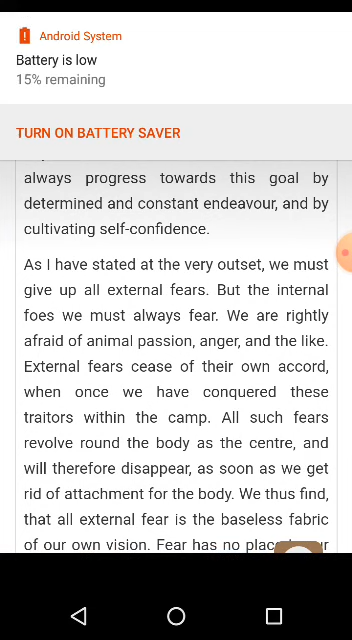 Android System
Battery is low
15% remaining
TURN ON BATTERY SAVER
always progress towards this goal by
determined and constant endeavour, and by
cultivating self-confidence.
As I have stated at the very outset, we must
give up all external fears. But the internal
foes we must always fear. We are rightly
afraid of animal passion, anger, and the like.
External fears cease of their own accord,
when once we have conquered these
traitors within the camp. All such fears
revolve round the body as the centre, and
will therefore disappear, as soon as we get
rid of attachment for the body. We thus find,
that all external fear is the baseless fabric
of our own vision. Fear has no